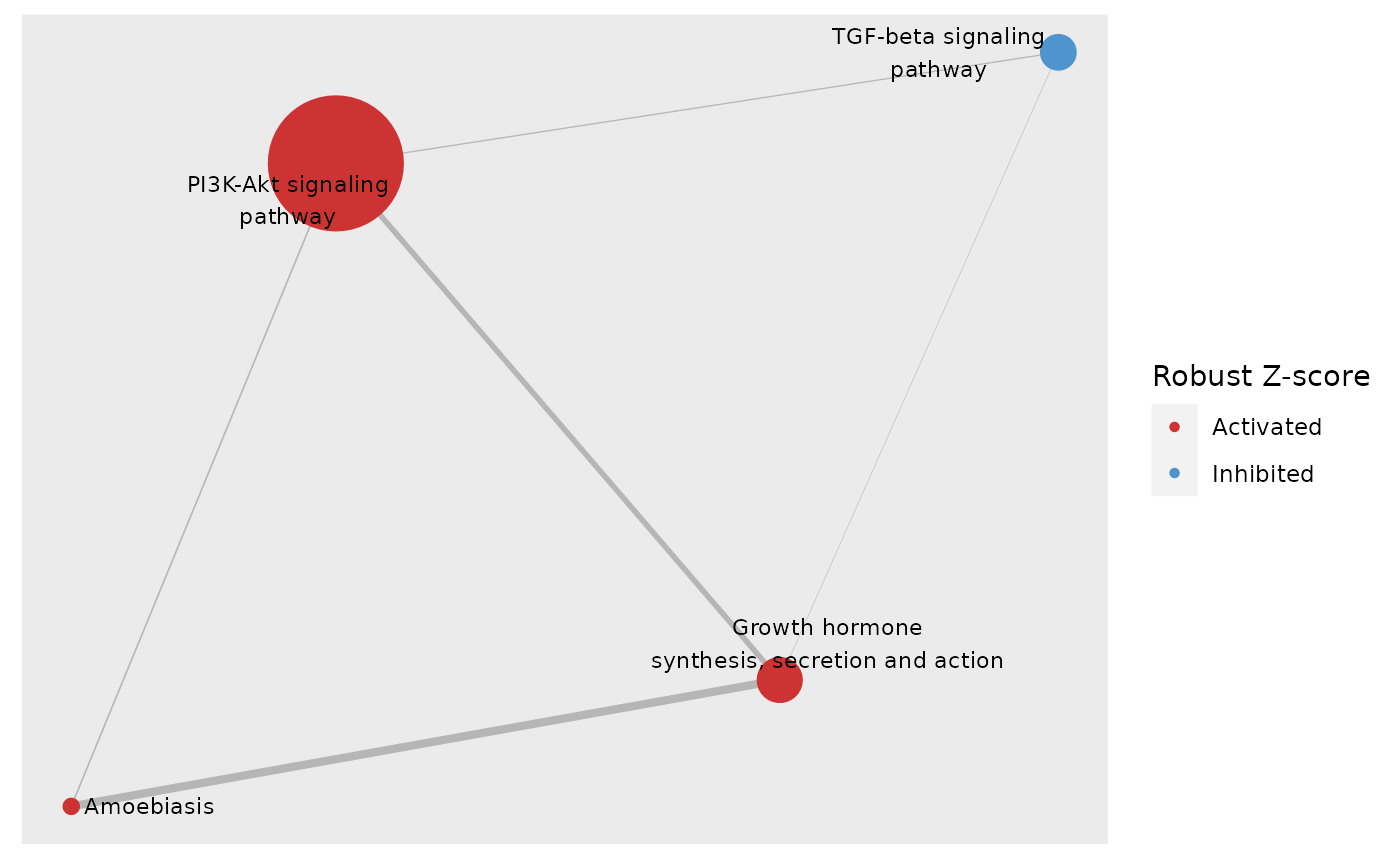 TGF-beta signaling
pathway
PI3K-Akt signaling
pathway
Robust Z-score
Activated
Inhibited
Growth hormone
synthesis, secretion and action
Amoebiasis